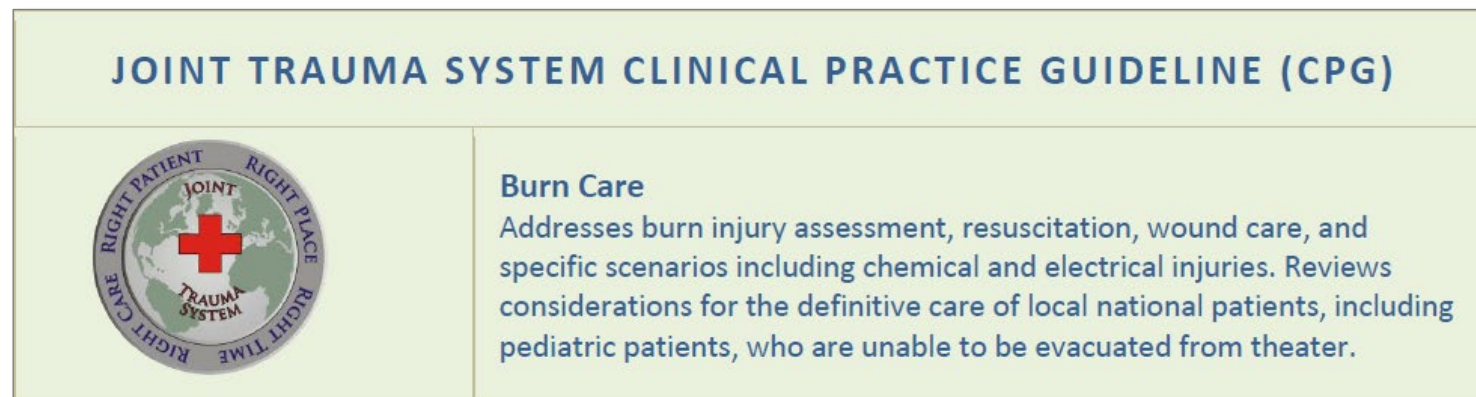 JOINT TRAUMA SYSTEM CLINICAL PRACTICE GUIDELINE (CPG)
RIGHT PATIENT RIGHT PLACE
RIGHT CARE RIGHT TIME
JOINT
TRAUMA
SYSTEM
Burn Care
Addresses burn injury assessment, resuscitation, wound care, and
specific scenarios including chemical and electrical injuries. Reviews
considerations for the definitive care of local national patients, including
pediatric patients, who are unable to be evacuated from theater.